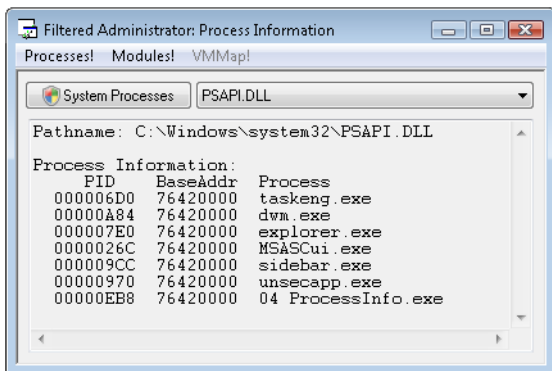 Filtered Administrator: Process Information
Processes! Modules! VMMap!
System Processes PSAPI.DLL
Pathname: C:\Windows\system32\PSAPI.DLL
Process Information:
PID BaseAddr Process
000006D0 76420000 taskeng.exe
00000A84 76420000 dwm.exe
000007E0 76420000 explorer.exe
0000026C 76420000 MSASCui.exe
000009CC 76420000 sidebar.exe
00000970 76420000 unsecapp.exe
00000EB8 76420000 04 ProcessInfo.exe